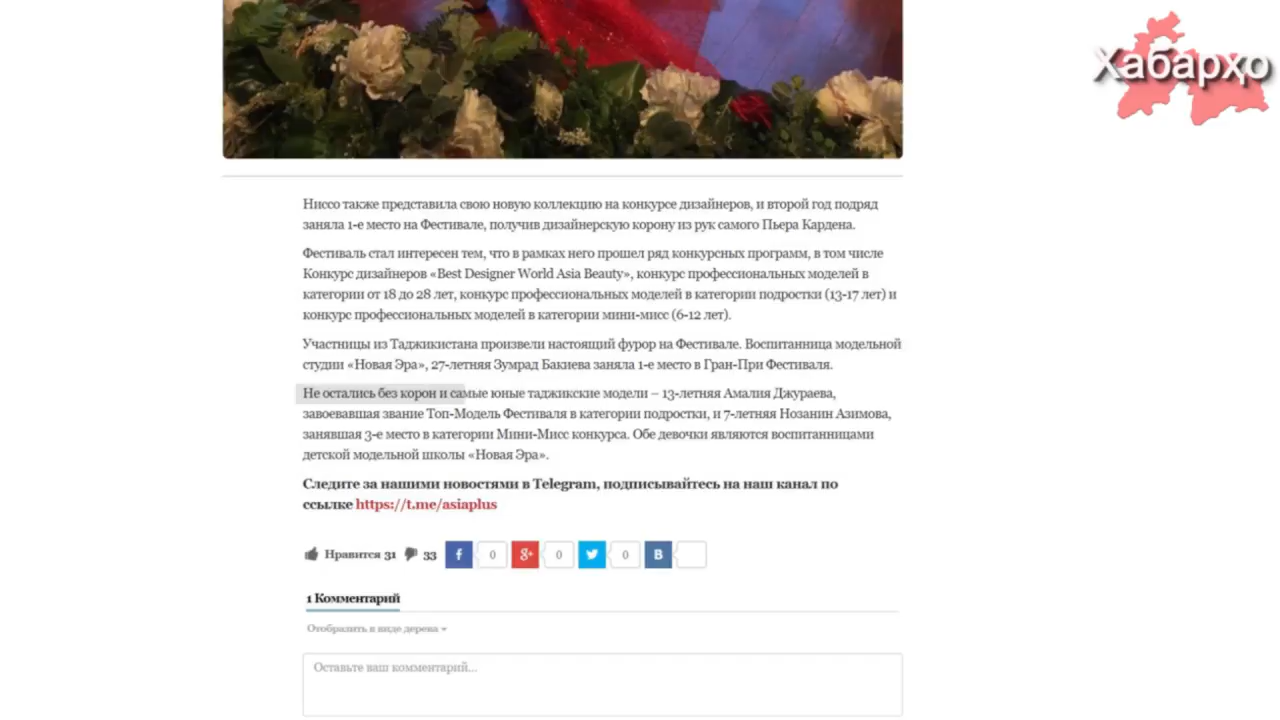 Хабарҳо
Ниссо также представила свою новую коллекцию на конкурсе дизайнеров, и второй год подряд
заняла 1-е место на Фестивале, получив дизайнерскую корону из рук самого Пьера Кардена.
Фестиваль стал интересен тем, что в рамках него прошел ряд конкурсных программ, в том числе
Конкурс дизайнеров «Best Designer World Asia Beauty», конкурс профессиональных моделей в
категории от 18 до 28 лет, конкурс профессиональных моделей в категории подростки (13-17 лет) и
конкурс профессиональных моделей в категории мини-мисс (6-12 лет).
Участницы из Таджикистана произвели настоящий фурор на Фестивале. Воспитанница модельной
студии «Новая Эра», 27-летняя Зумрад Бакиева заняла 1-е место в Гран-При Фестиваля.
Не остались без корон и самые юные таджикские модели – 13-летняя Амалия Джураева,
завоевавшая звание Топ-Модель Фестиваля в категории подростки, и 7-летняя Нозанин Азимова,
занявшая 3-е место в категории Мини-Мисс конкурса. Обе девочки являются воспитанницами
детской модельной школы «Новая Эра».
Следите за нашими новостями в Telegram, подписывайтесь на наш канал по
ссылке https://t.me/asiaplus
Нравится 31 33 f 0 g+ 0 0 B
1 Комментарий
Отобразить в виде дерева
Оставьте ваш комментарий...